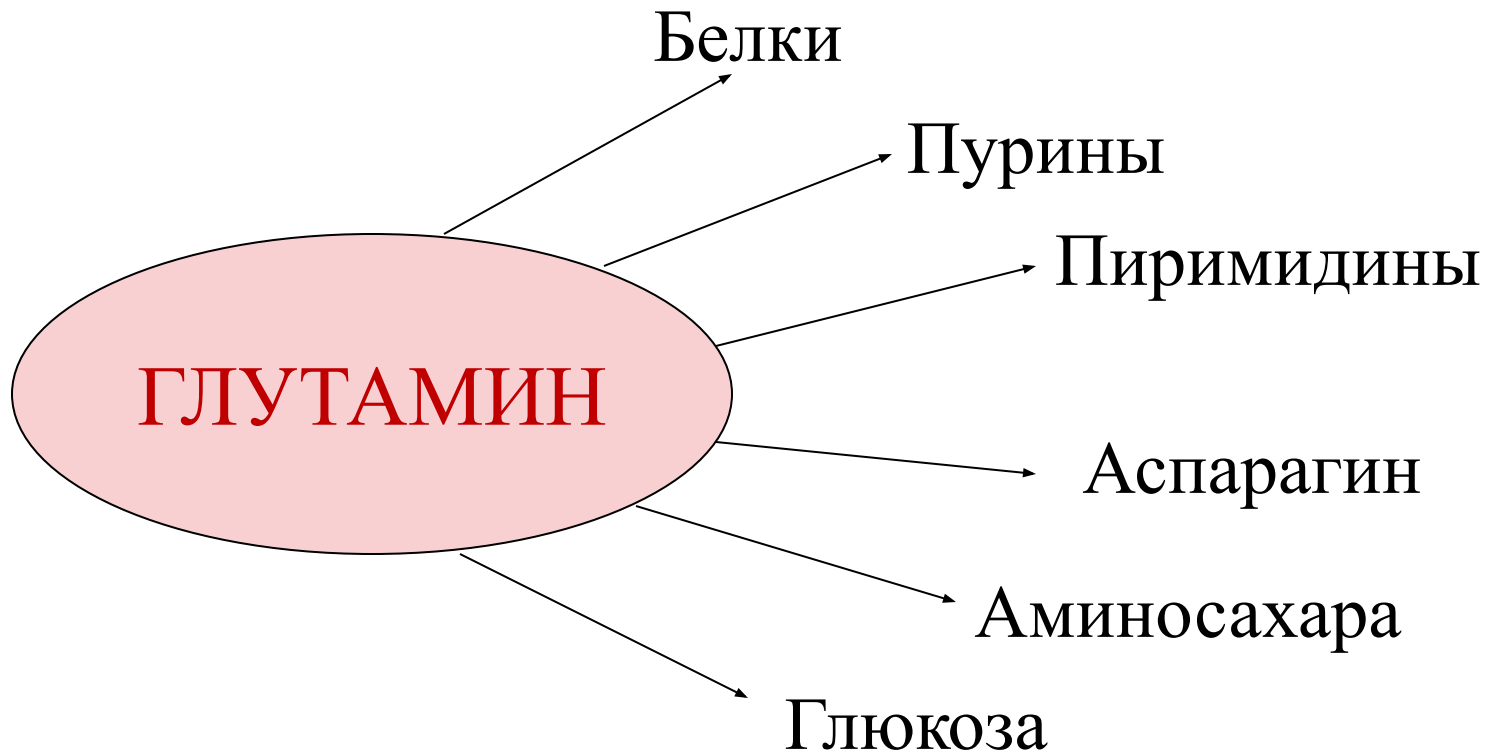 Белки
Пурины
Пиримидины
ГЛУТАМИН
Аспарагин
Аминосахара
Глюкоза